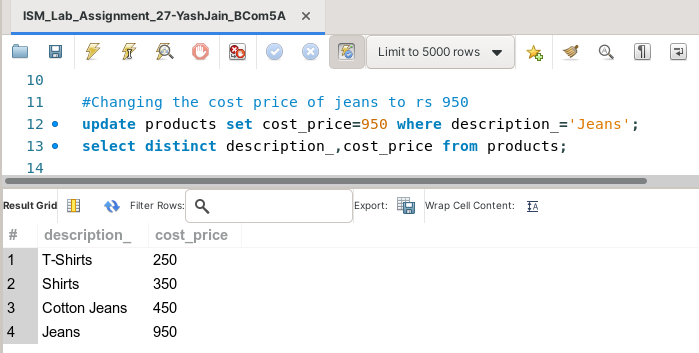 ISM_Lab_Assignment_27-YashJain_BCom5A ×
Limit to 5000 rows
10
11 #Changing the cost price of jeans to rs 950
12 update products set cost_price=950 where description_='Jeans';
13 select distinct description_,cost_price from products;
14
Result Grid Filter Rows: Export: Wrap Cell Content: IA
# description_ cost_price
1 T-Shirts 250
2 Shirts 350
3 Cotton Jeans 450
4 Jeans 950